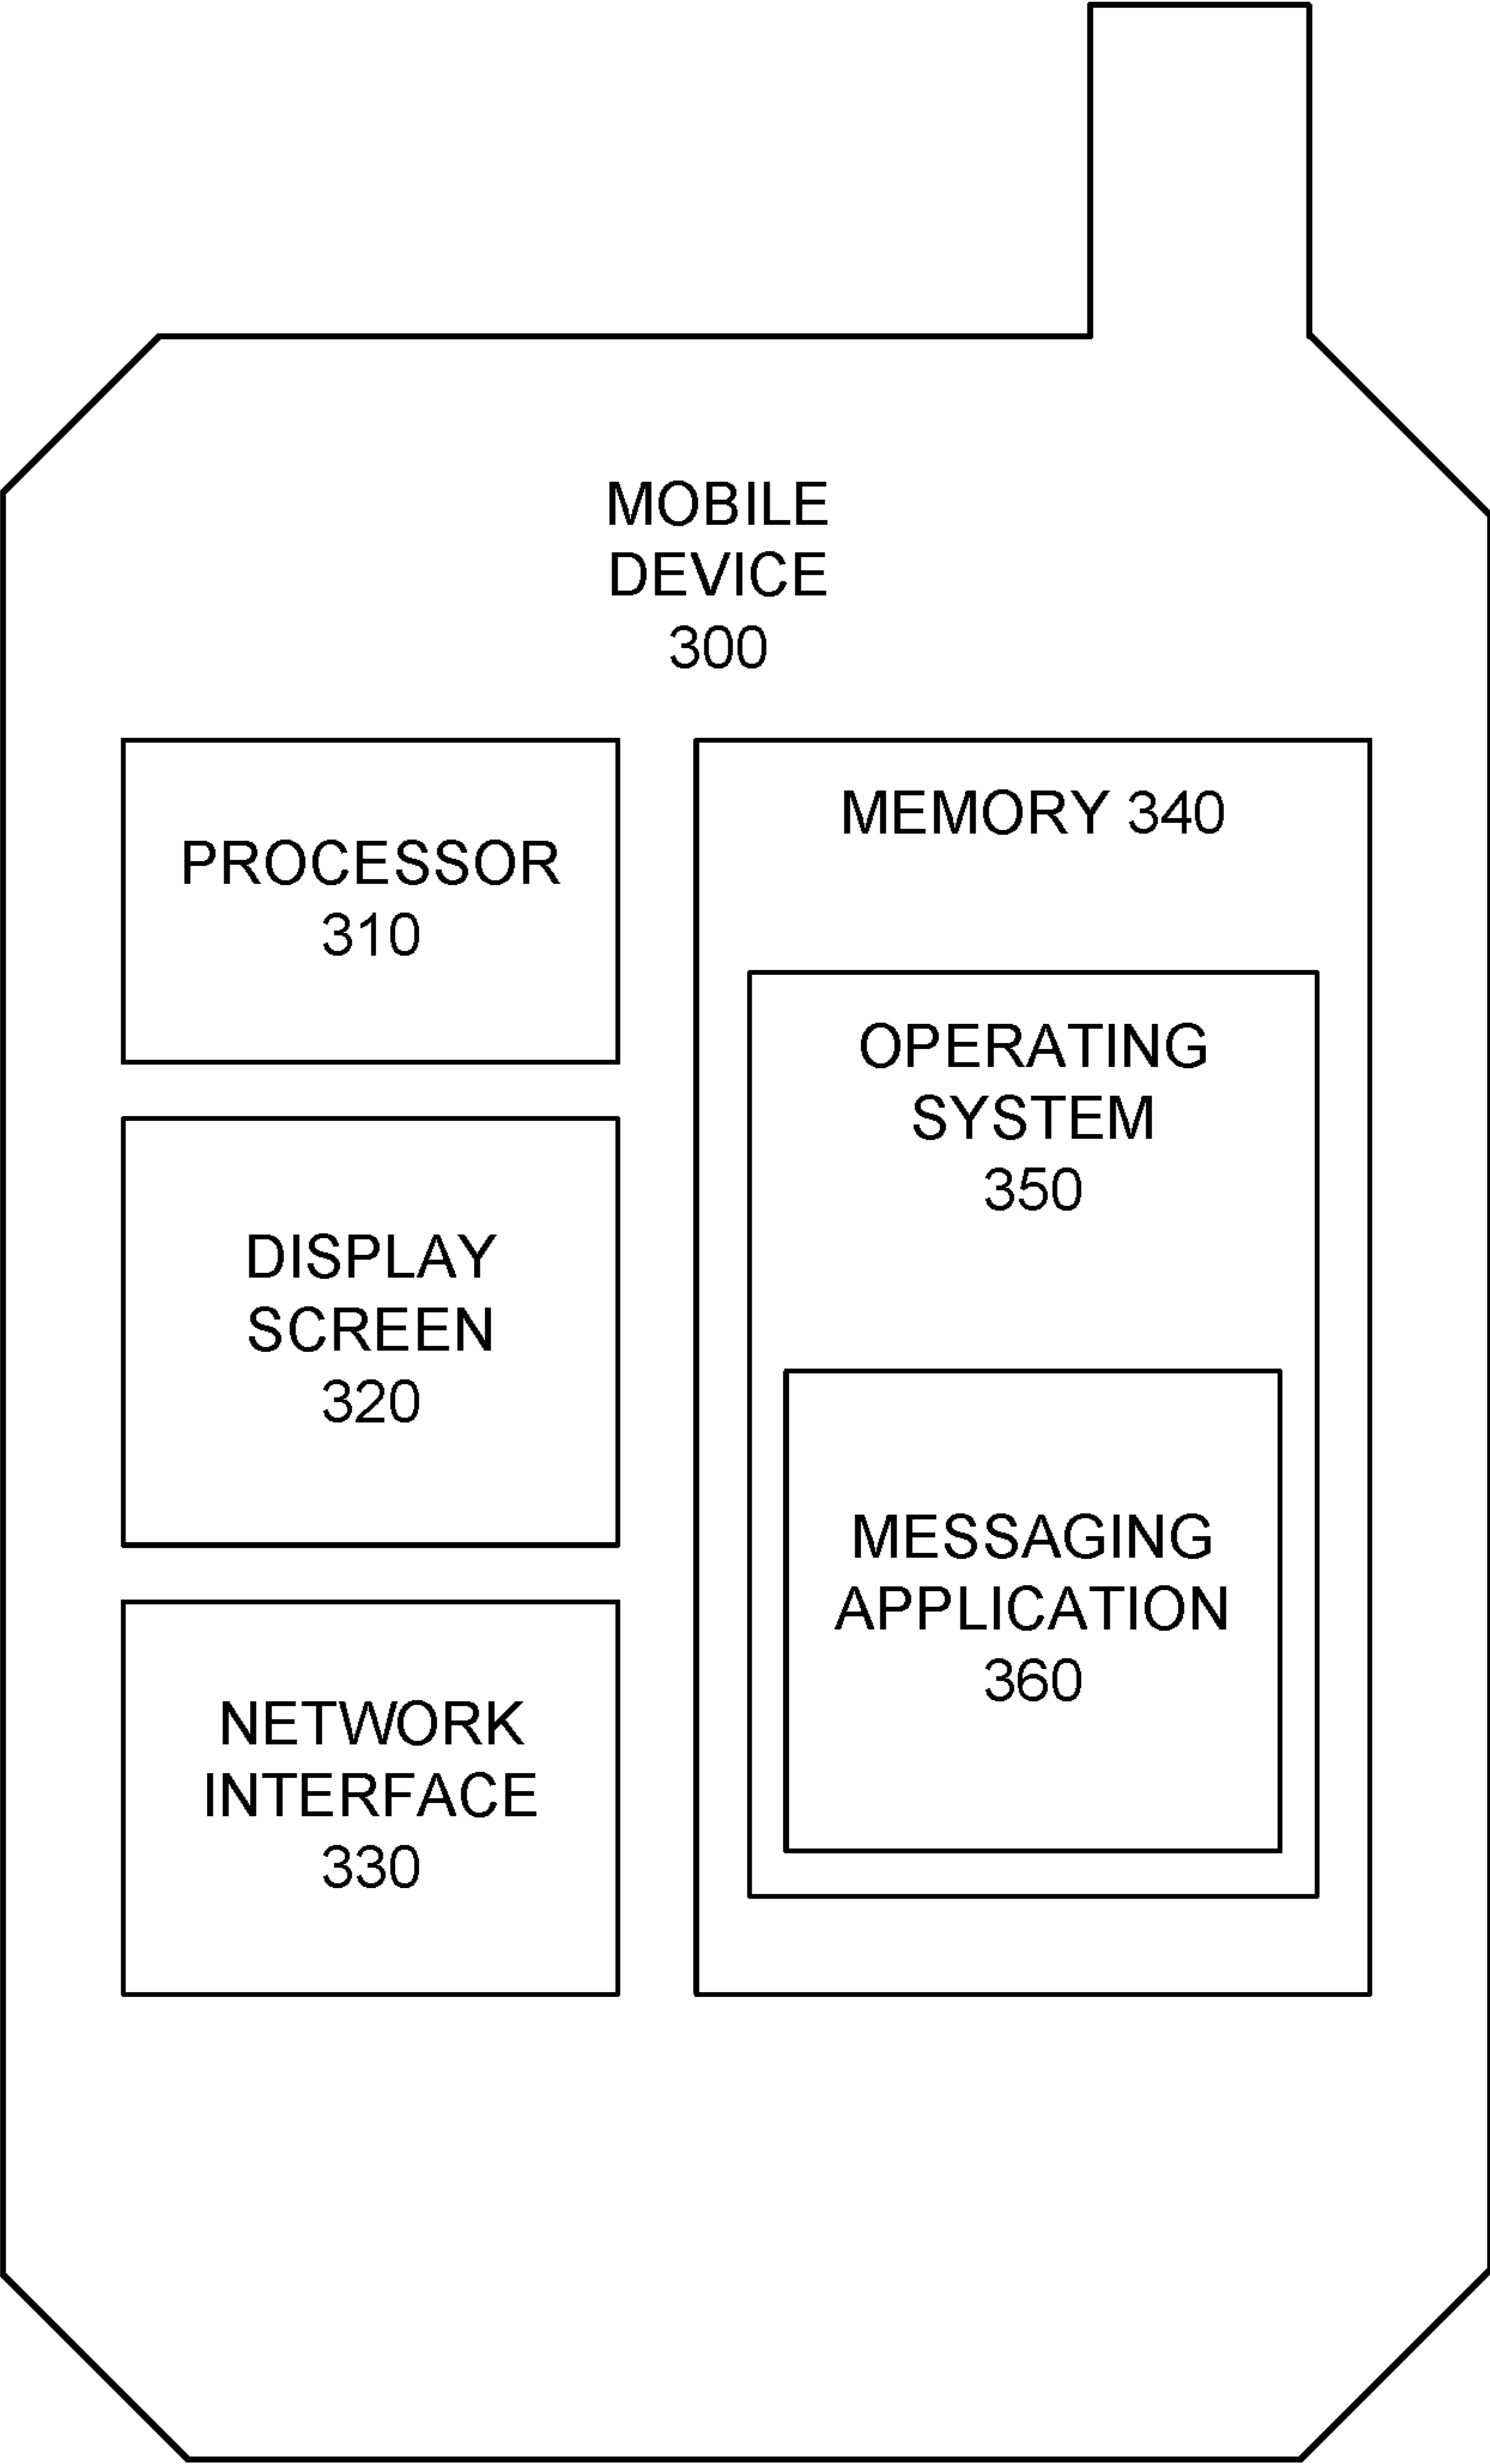 MOBILE
DEVICE
300
PROCESSOR
310
DISPLAY
SCREEN
320
NETWORK
INTERFACE
330
MEMORY 340
OPERATING
SYSTEM
350
MESSAGING
APPLICATION
360